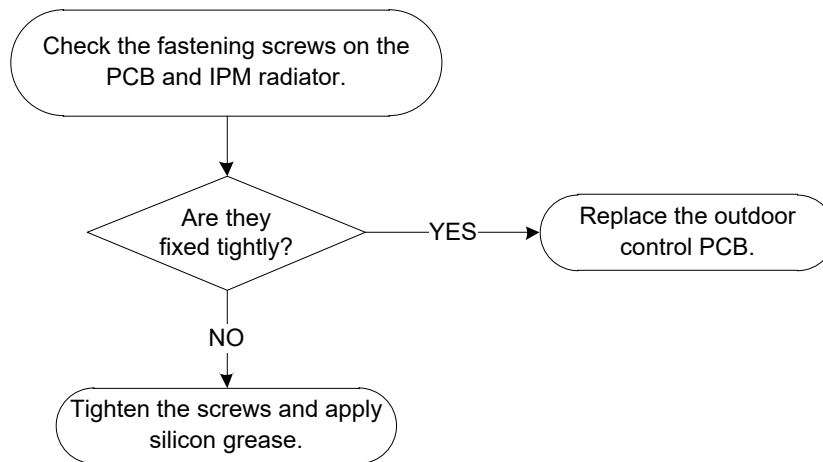 Check the fastening screws on the
PCB and IPM radiator.
Are they
fixed tightly?
YES
Replace the outdoor
control PCB.
NO
Tighten the screws and apply
silicon grease.